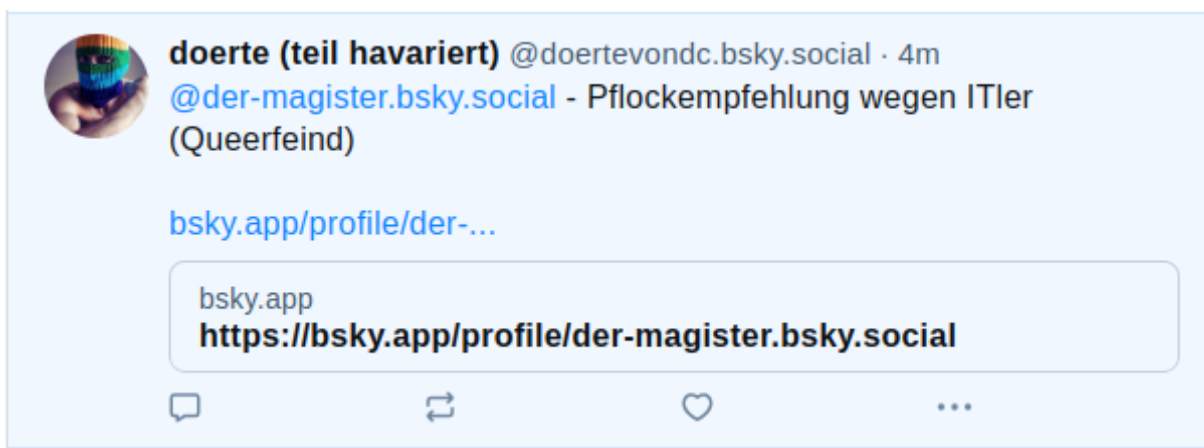 doerte (teil havariert) @doertevondc.bsky.social · 4m
@der-magister.bsky.social - Pflockempfehlung wegen ITler
(Queerfeind)
bsky.app/profile/der-...
bsky.app
https://bsky.app/profile/der-magister.bsky.social